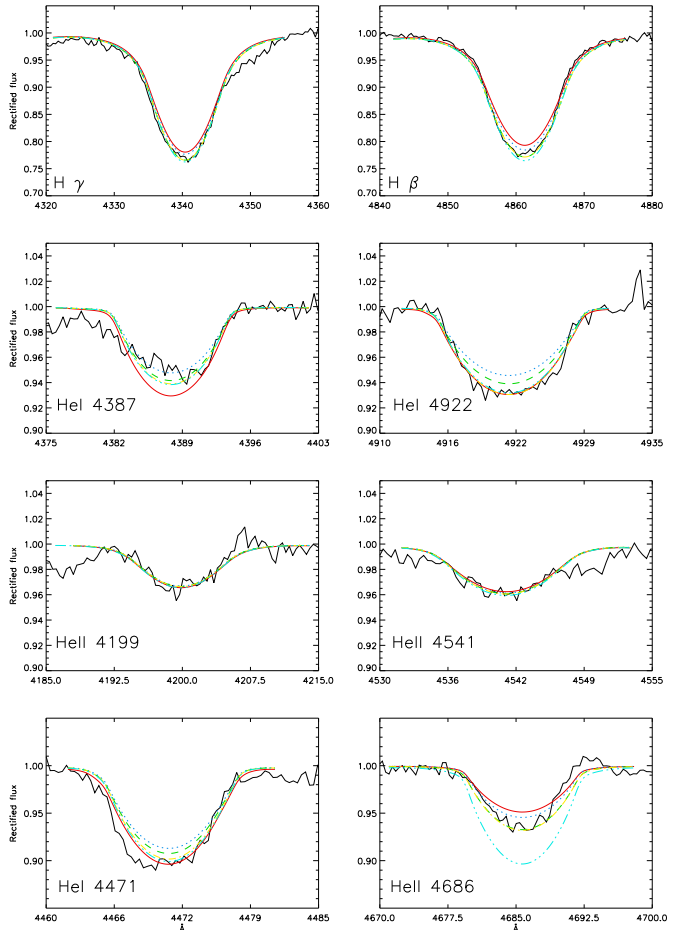 Rectified flux
1.00
0.95
0.90
0.85
0.80
0.75
0.70
H γ
4320 4330 4340 4350 4360
1.00
0.95
0.90
0.85
0.80
0.75
0.70
H β
4840 4850 4860 4870 4880
Rectified flux
1.04
1.02
1.00
0.98
0.96
0.94
0.92
0.90
HeI 4387
4375 4382 4389 4396 4403
1.04
1.02
1.00
0.98
0.96
0.94
0.92
0.90
HeI 4922
4910 4916 4922 4929 4935
Rectified flux
1.04
1.02
1.00
0.98
0.96
0.94
0.92
0.90
HeII 4199
4185.0 4192.5 4200.0 4207.5 4215.0
1.04
1.02
1.00
0.98
0.96
0.94
0.92
0.90
HeII 4541
4530 4536 4542 4549 4555
Rectified flux
1.00
0.95
0.90
HeI 4471
4460 4466 4472 4479 4485
Å
1.00
0.95
0.90
HeII 4686
4670.0 4677.5 4685.0 4692.5 4700.0
Å